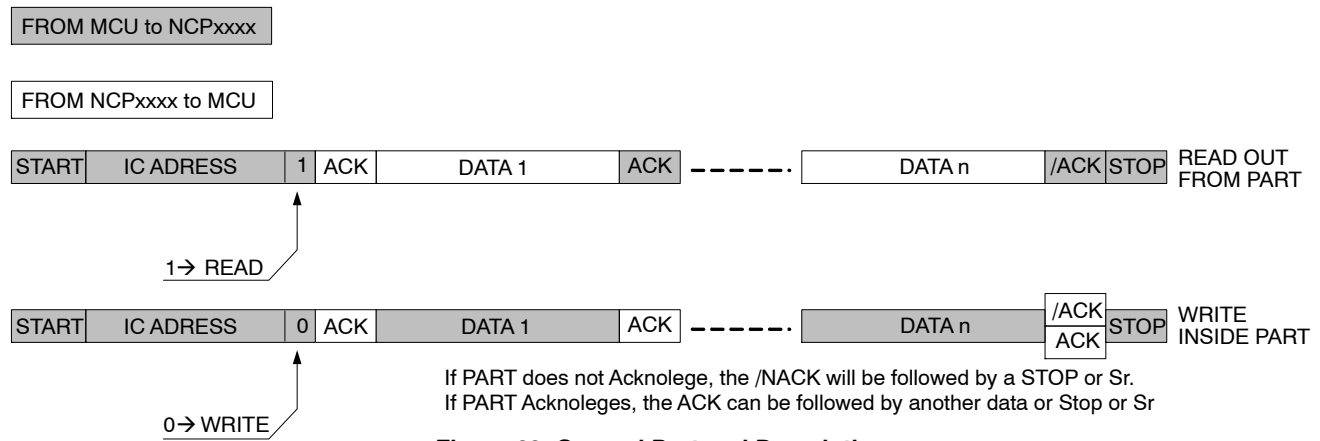 FROM MCU to NCPxxxx
FROM NCPxxxx to MCU
START IC ADRESS 1 ACK DATA 1 ACK DATA n /ACK STOP READ OUT
FROM PART
1→ READ
START IC ADRESS 0 ACK DATA 1 ACK DATA n /ACK ACK STOP WRITE
INSIDE PART
If PART does not Acknolege, the /NACK will be followed by a STOP or Sr.
If PART Acknoleges, the ACK can be followed by another data or Stop or Sr
0→ WRITE